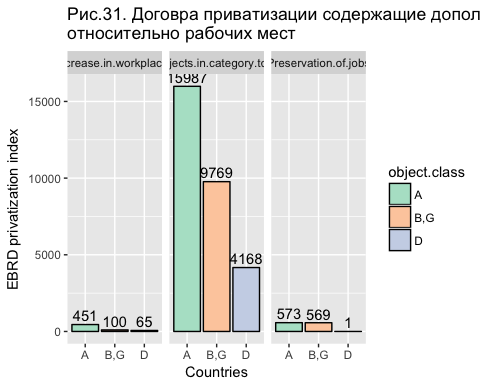 Рис.31. Договра приватизации содержащие допол
относительно рабочих мест
crease.in.workplac
jects.in.category.to
Preservation.of.jobs
15987
15000
9769
10000
EBRD privatization index
object.class
A
B,G
D
4168
5000
451
100
65
573
569
1
0
A
B,G
D
A
B,G
D
A
B,G
D
Countries